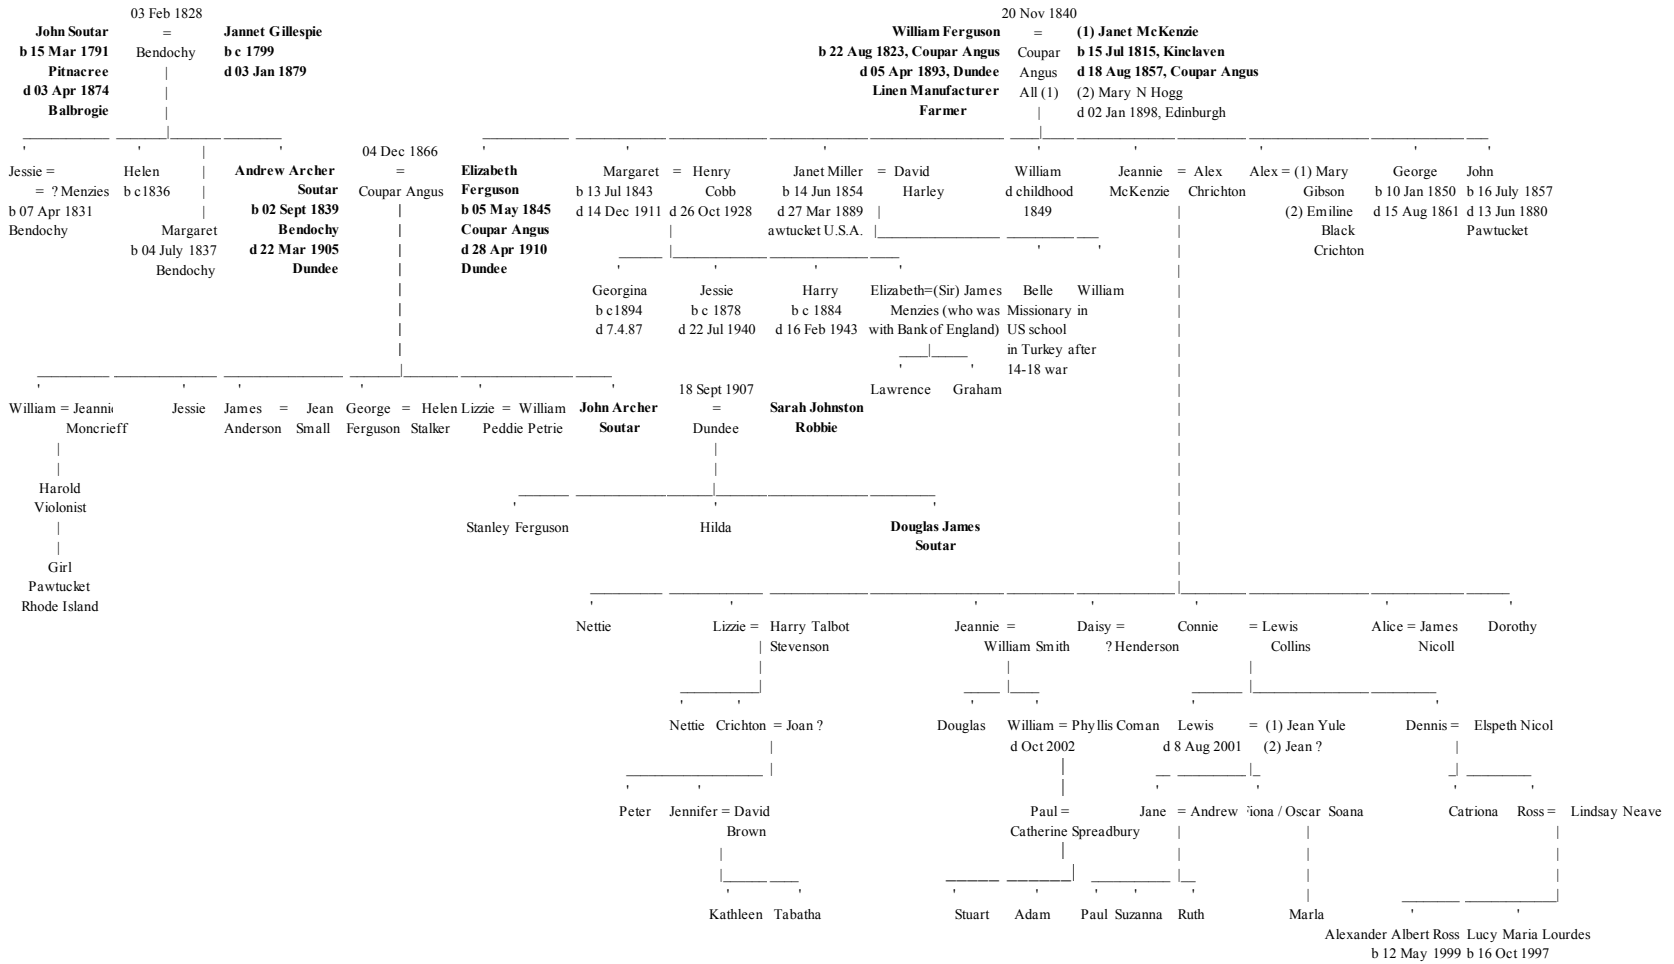 03 Feb 1828
20 Nov 1840
John Soutar = Jannet Gillespie
William Ferguson = (1) Janet McKenzie
b 15 Mar 1791 Bendochy b c 1799
b 22 Aug 1823, Coupar Angus Coupar b 15 Jul 1815, Kinclaven
Pitnacree d 03 Jan 1879
d 05 Apr 1893, Dundee Angus d 18 Aug 1857, Coupar Angus
d 03 Apr 1874
Linen Manufacturer All (1) (2) Mary N Hogg
Balbrogie
Farmer d 02 Jan 1898, Edinburgh
04 Dec 1866
Jessie = Helen Andrew Archer = Elizabeth Margaret = Henry Janet Miller = David William Jeannie = Alex Alex = (1) Mary George John
= ? Menzies b c1836 Soutar Coupar Angus Ferguson b 13 Jul 1843 Cobb b 14 Jun 1854 Harley d childhood McKenzie Chrichton Gibson b 10 Jan 1850 b 16 July 1857
b 07 Apr 1831 b 02 Sept 1839 b 05 May 1845 d 14 Dec 1911 d 26 Oct 1928 d 27 Mar 1889 1849 (2) Emiline d 15 Aug 1861 d 13 Jun 1880
Bendochy Margaret Bendochy Coupar Angus awtucket U.S.A. Black Pawtucket
b 04 July 1837 d 22 Mar 1905 d 28 Apr 1910 Crichton
Bendochy Dundee Dundee
Georgina Jessie Harry Elizabeth=(Sir) James Belle William
b c1894 b c 1878 b c 1884 Menzies (who was Missionary in
d 7.4.87 d 22 Jul 1940 d 16 Feb 1943 with Bank of England) US school
in Turkey after
14-18 war
18 Sept 1907 Lawrence Graham
William = Jeannie Jessie James = Jean George = Helen Lizzie = William John Archer = Sarah Johnston
Moncrieff Anderson Small Ferguson Stalker Peddie Petrie Soutar Dundee Robbie
Harold
Violonist
Stanley Ferguson Hilda Douglas James
Soutar
Girl
Pawtucket
Rhode Island
Nettie Lizzie = Harry Talbot Jeannie = Daisy = Connie = Lewis Alice = James Dorothy
Stevenson William Smith ? Henderson Collins Nicoll
Nettie Crichton = Joan ? Douglas William = Phyllis Coman Lewis = (1) Jean Yule Dennis = Elspeth Nicol
d Oct 2002 d 8 Aug 2001 (2) Jean ?
Peter Jennifer = David Paul = Jane = Andrew iona / Oscar Soana Catriona Ross = Lindsay Neave
Brown Catherine Spreadbury
Kathleen Tabatha Stuart Adam Paul Suzanna Ruth Marla
Alexander Albert Ross Lucy Maria Lourdes
b 12 May 1999 b 16 Oct 1997